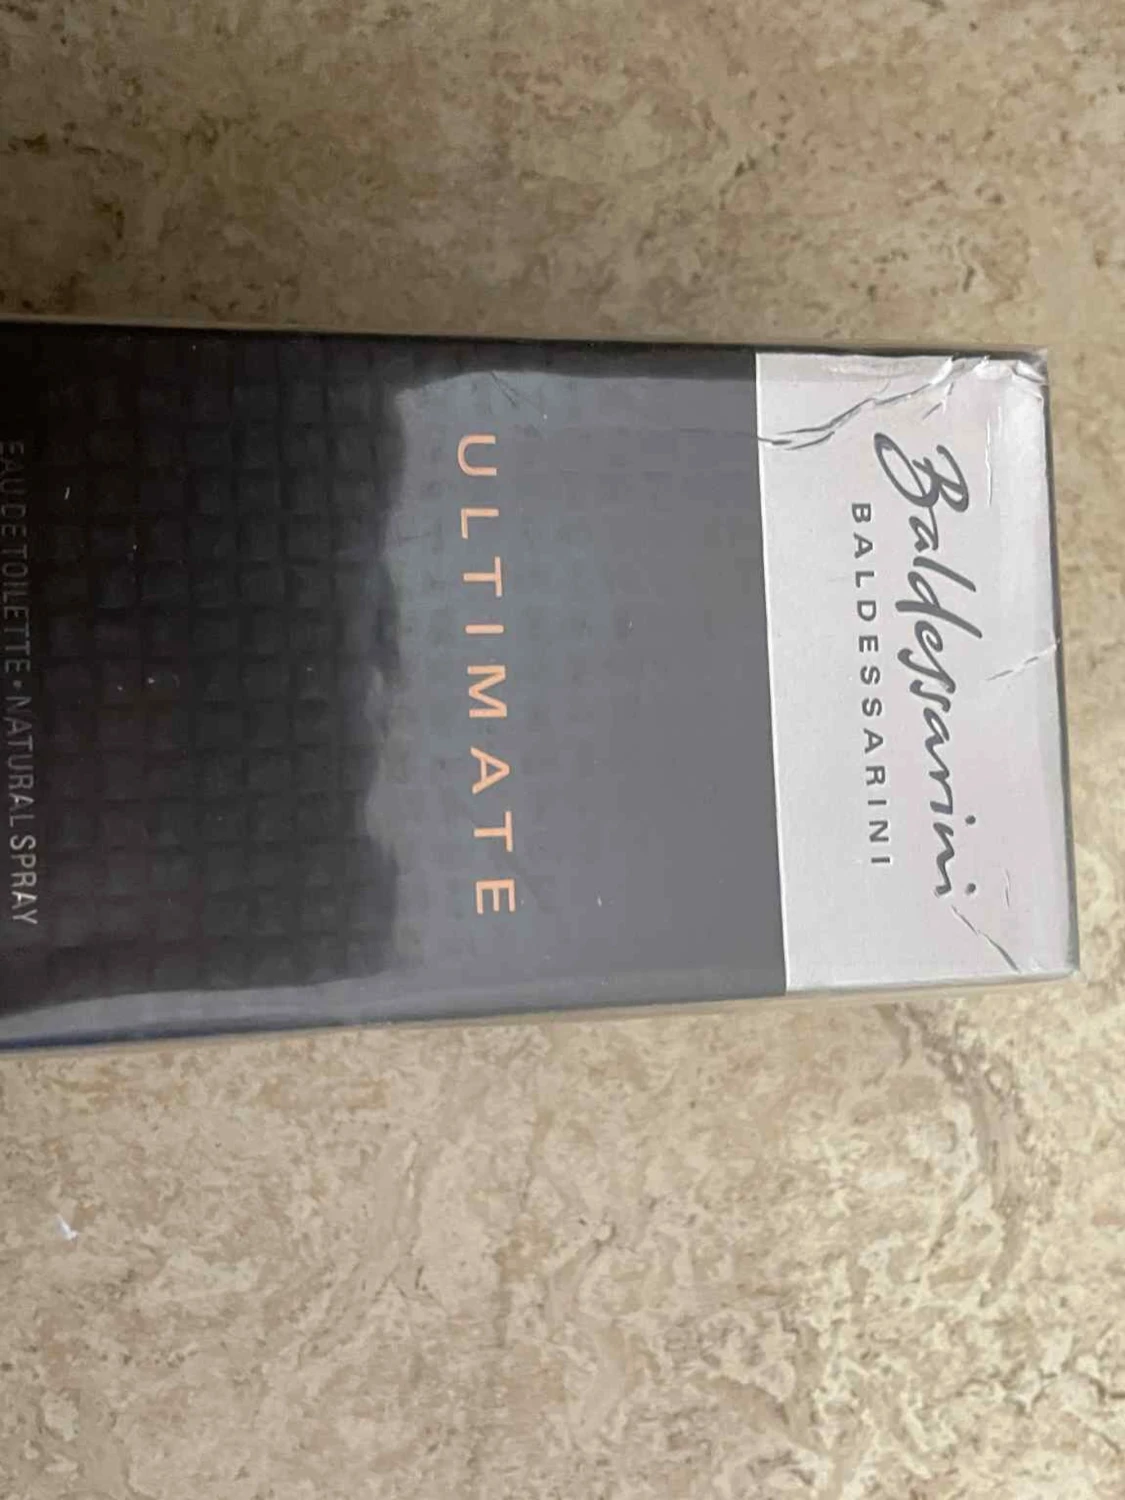 Baldessarini
BALDESSARINI
ULTIMATE
EAU DE TOILETTE • NATURAL SPRAY